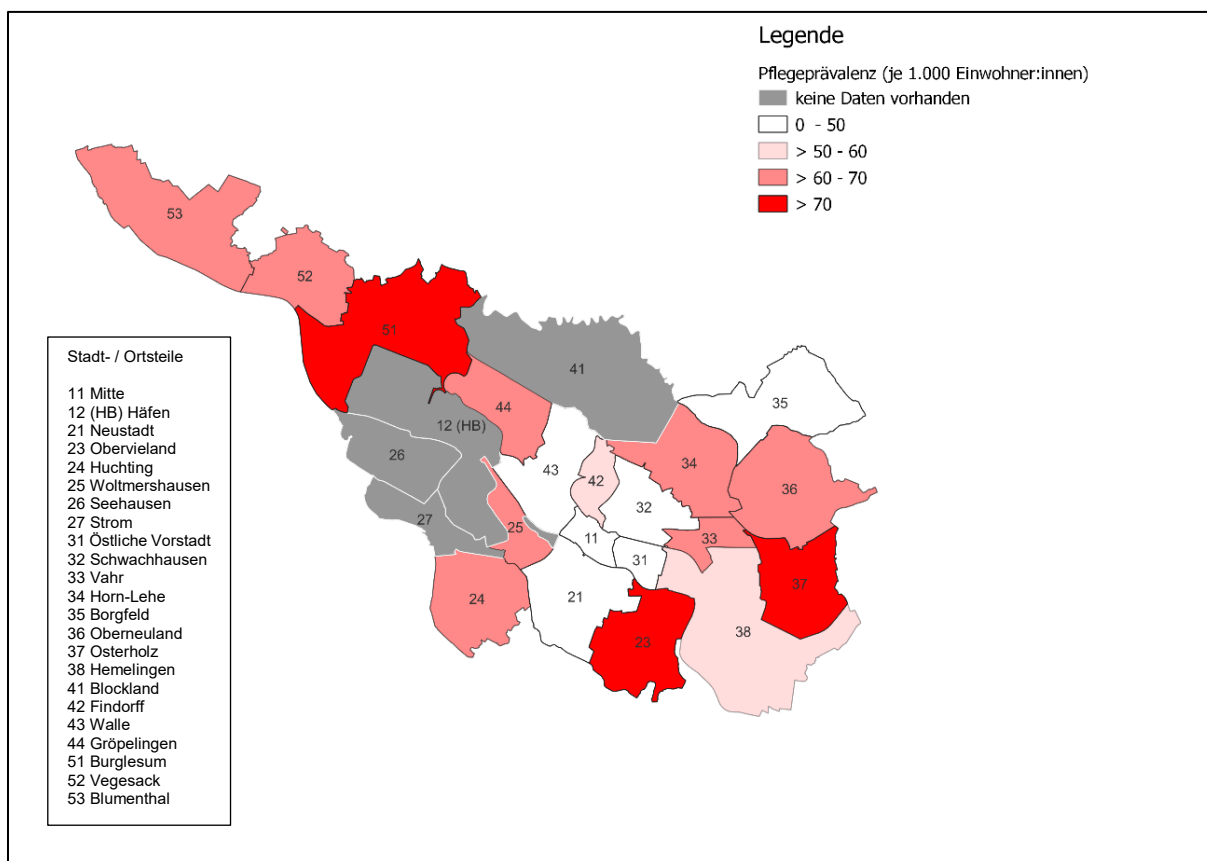 Legende
Pflegeprävalenz (je 1.000 Einwohner:innen)
keine Daten vorhanden
0 - 50
> 50 - 60
> 60 - 70
> 70
53
52
51
41
35
44
12 (HB)
26
43
42
34
36
32
27
25
33
11
31
37
24
21
23
38
Stadt- / Ortsteile
11 Mitte
12 (HB) Häfen
21 Neustadt
23 Obervieland
24 Huchting
25 Woltmershausen
26 Seehausen
27 Strom
31 Östliche Vorstadt
32 Schwachhausen
33 Vahr
34 Horn-Lehe
35 Borgfeld
36 Oberneuland
37 Osterholz
38 Hemelingen
41 Blockland
42 Findorff
43 Walle
44 Gröpelingen
51 Burglesum
52 Vegesack
53 Blumenthal